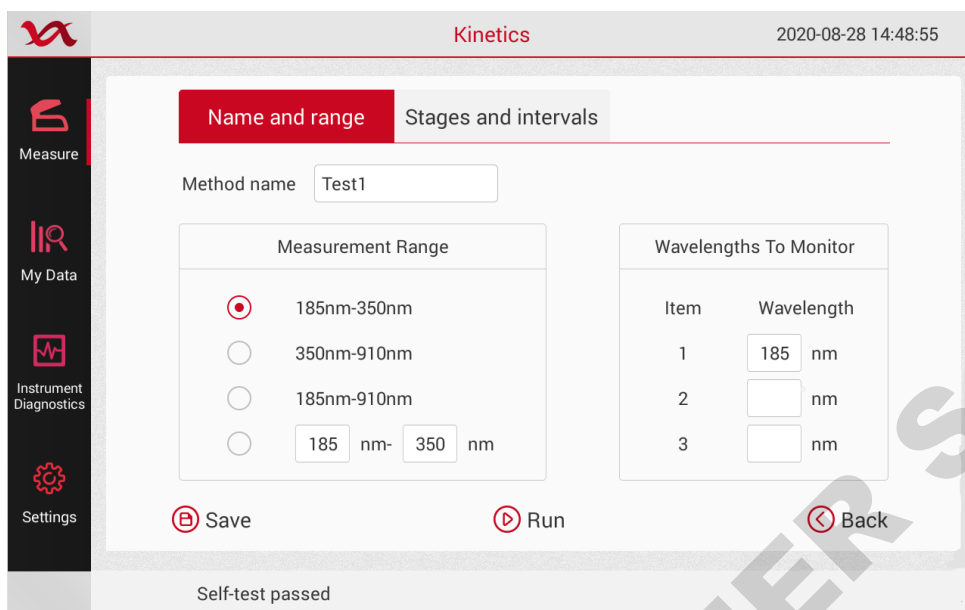 Kinetics
2020-08-28 14:48:55
Measure
My Data
Instrument
Diagnostics
Settings
Name and range
Stages and intervals
Method name Test1
Measurement Range
185nm-350nm
350nm-910nm
185nm-910nm
185 nm- 350 nm
Wavelengths To Monitor
Item Wavelength
1 185 nm
2 nm
3 nm
Save
Run
Back
Self-test passed
ER S